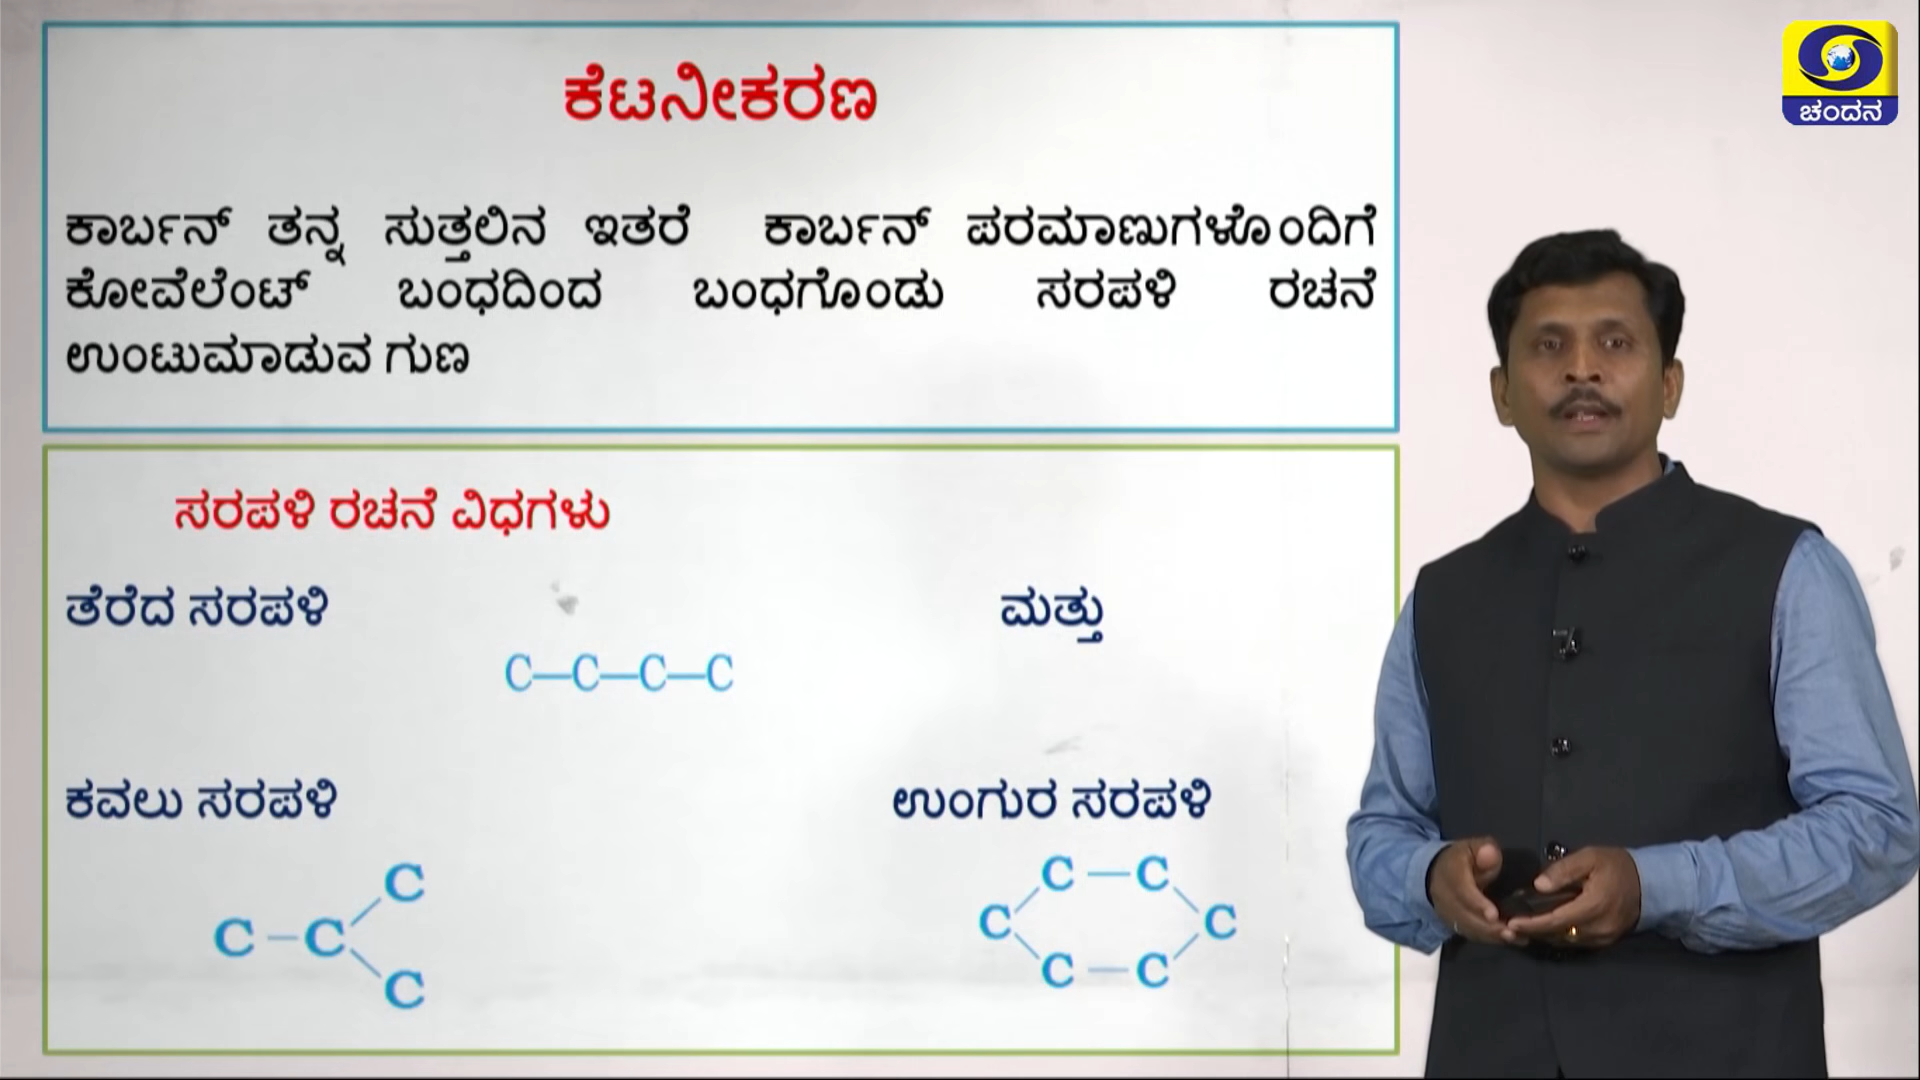 ಚಂದನ
ಕೆಟನೀಕರಣ
ಕಾರ್ಬನ್ ತನ್ನ ಸುತ್ತಲಿನ ಇತರೆ ಕಾರ್ಬನ್ ಪರಮಾಣುಗಳೊಂದಿಗೆ
ಕೋವೆಲೆಂಟ್ ಬಂಧದಿಂದ ಬಂಧಗೊಂಡು ಸರಪಳಿ ರಚನೆ
ಉಂಟುಮಾಡುವ ಗುಣ
ಸರಪಳಿ ರಚನೆ ವಿಧಗಳು
ತೆರೆದ ಸರಪಳಿ
ಮತ್ತು
C—C—C—C
ಕವಲು ಸರಪಳಿ
C
C – C
C
ಉಂಗುರ ಸರಪಳಿ
C — C
C C
C — C